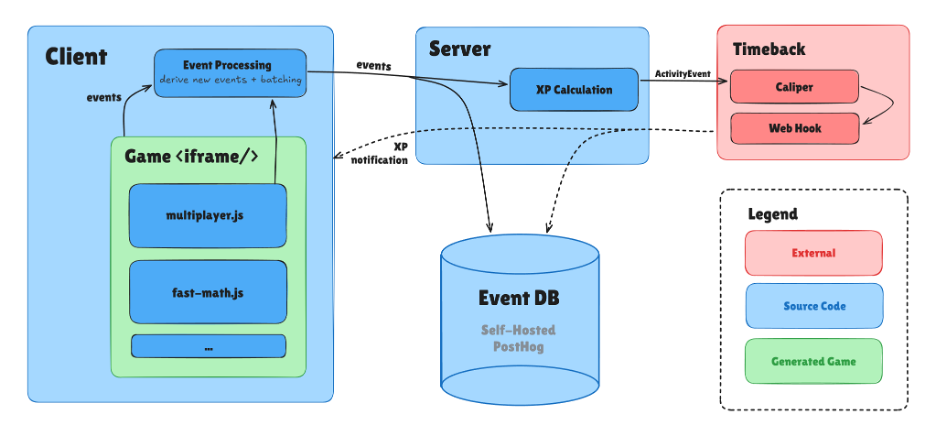 Client
Event Processing
derive new events + batching
events
Game <iframe/>
multiplayer.js
fast-math.js
...
events
XP
notification
Server
XP Calculation
ActivityEvent
Timeback
Caliper
Web Hook
Event DB
Self-Hosted
PostHog
Legend
External
Source Code
Generated Game